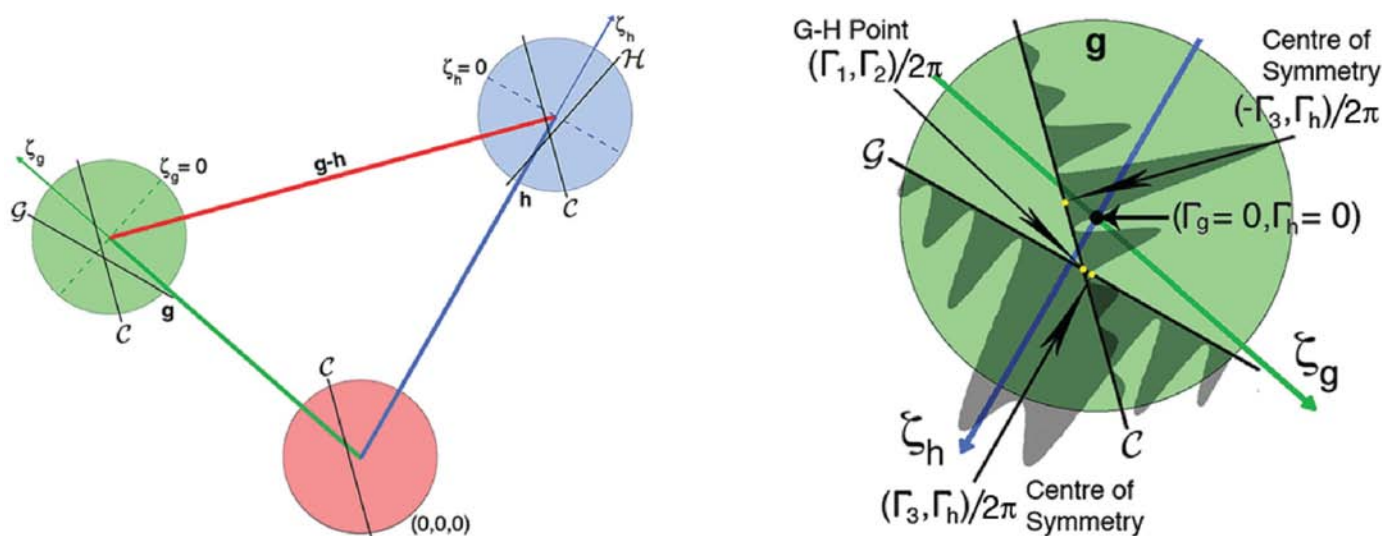 ζg
ζg = 0
𝒢
𝒞
g
g-h
ζh = 0
ζh
ℋ
h
𝒞
𝒞
(0,0,0)
G-H Point
(Γ1,Γ2)/2π
g
Centre of
Symmetry
(-Γ3,Γh)/2π
𝒢
(Γg = 0,Γh = 0)
ζg
ζh
𝒞
(Γ3,Γh)/2π
Centre of
Symmetry